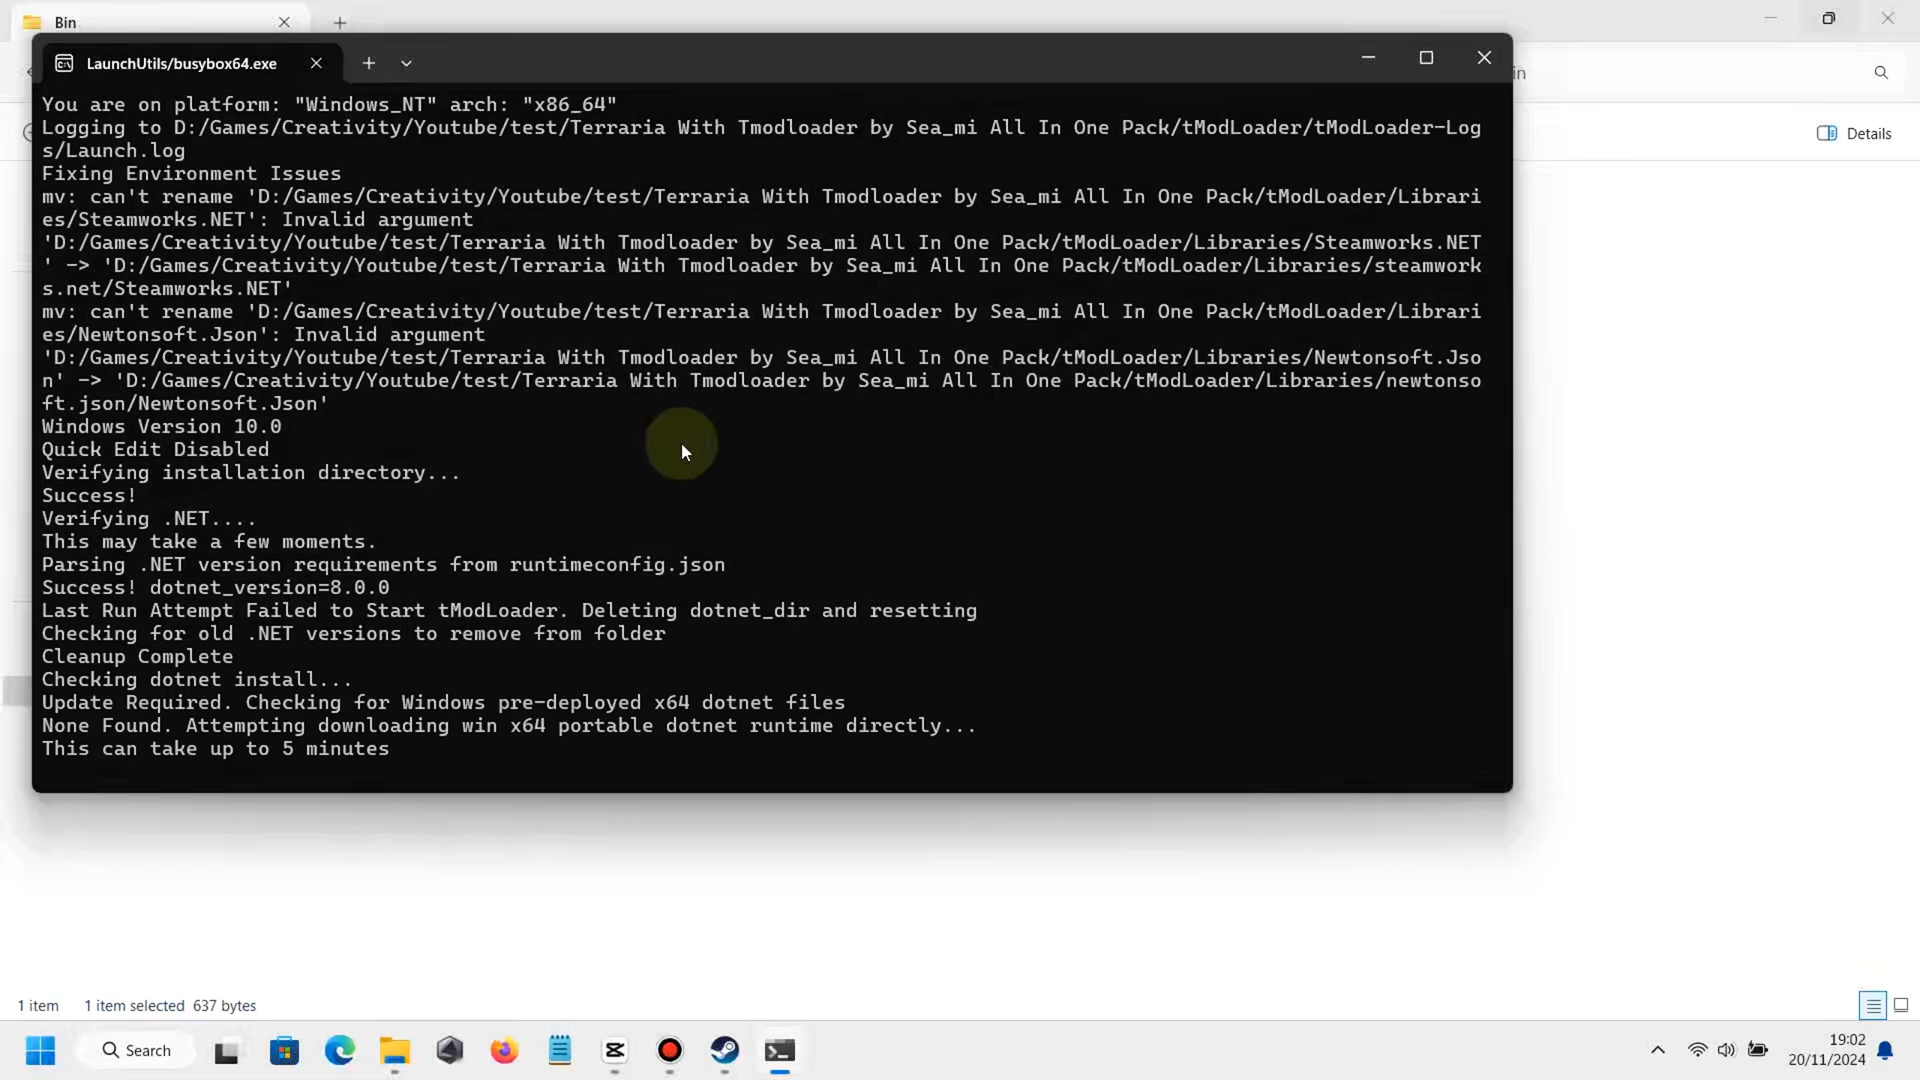 Bin
LaunchUtils/busybox64.exe
in
You are on platform: "Windows_NT" arch: "x86_64"
Logging to D:/Games/Creativity/Youtube/test/Terraria With Tmodloader by Sea_mi All In One Pack/tModLoader/tModLoader-Log
s/Launch.log
Fixing Environment Issues
mv: can't rename 'D:/Games/Creativity/Youtube/test/Terraria With Tmodloader by Sea_mi All In One Pack/tModLoader/Librari
es/Steamworks.NET': Invalid argument
'D:/Games/Creativity/Youtube/test/Terraria With Tmodloader by Sea_mi All In One Pack/tModLoader/Libraries/Steamworks.NET
' -> 'D:/Games/Creativity/Youtube/test/Terraria With Tmodloader by Sea_mi All In One Pack/tModLoader/Libraries/steamwork
s.net/Steamworks.NET'
mv: can't rename 'D:/Games/Creativity/Youtube/test/Terraria With Tmodloader by Sea_mi All In One Pack/tModLoader/Librari
es/Newtonsoft.Json': Invalid argument
'D:/Games/Creativity/Youtube/test/Terraria With Tmodloader by Sea_mi All In One Pack/tModLoader/Libraries/Newtonsoft.Jso
n' -> 'D:/Games/Creativity/Youtube/test/Terraria With Tmodloader by Sea_mi All In One Pack/tModLoader/Libraries/newtonso
ft.json/Newtonsoft.Json'
Windows Version 10.0
Quick Edit Disabled
Verifying installation directory...
Success!
Verifying .NET....
This may take a few moments.
Parsing .NET version requirements from runtimeconfig.json
Success! dotnet_version=8.0.0
Last Run Attempt Failed to Start tModLoader. Deleting dotnet_dir and resetting
Checking for old .NET versions to remove from folder
Cleanup Complete
Checking dotnet install...
Update Required. Checking for Windows pre-deployed x64 dotnet files
None Found. Attempting downloading win x64 portable dotnet runtime directly...
This can take up to 5 minutes
Details
1 item 1 item selected 637 bytes
Search
19:02
20/11/2024